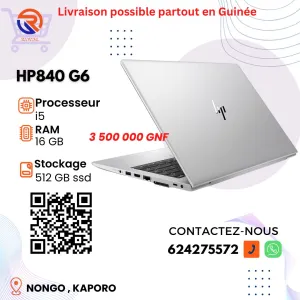 Livraison possible partout en Guinée
HP840 G6
Processeur
i5
RAM
16 GB
3 500 000 GNF
Stockage
512 GB ssd
hp
CONTACTEZ-NOUS
624275572
NONGO , KAPORO